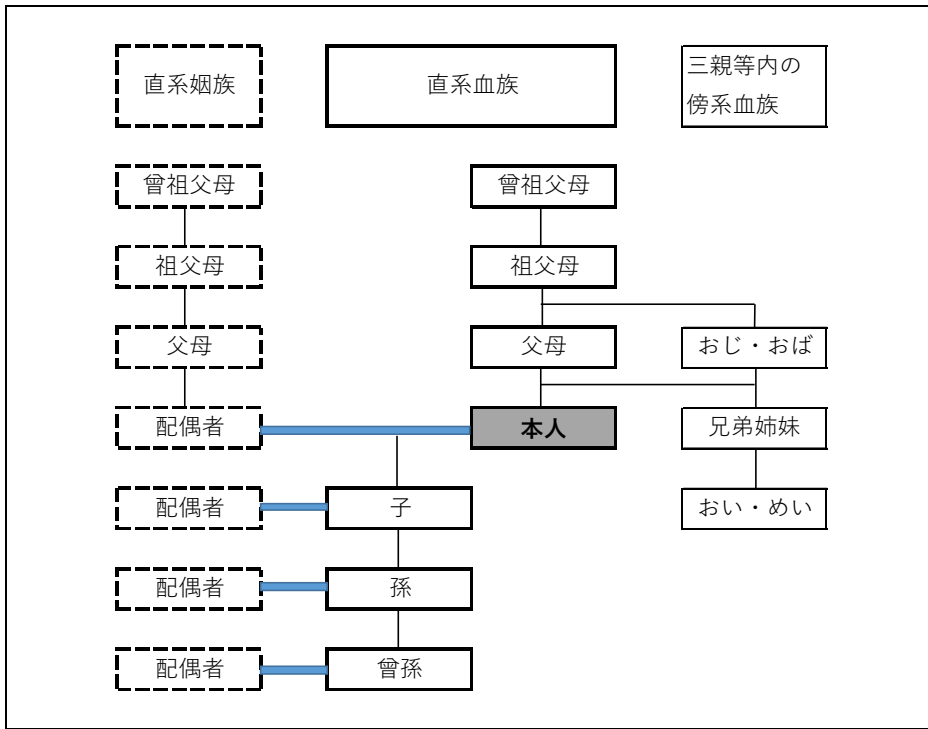 直系姻族
直系血族
三親等内の
傍系血族
曾祖父母
曾祖父母
祖父母
祖父母
父母
父母
おじ・おば
配偶者
本人
兄弟姉妹
配偶者
子
おい・めい
配偶者
孫
配偶者
曾孫